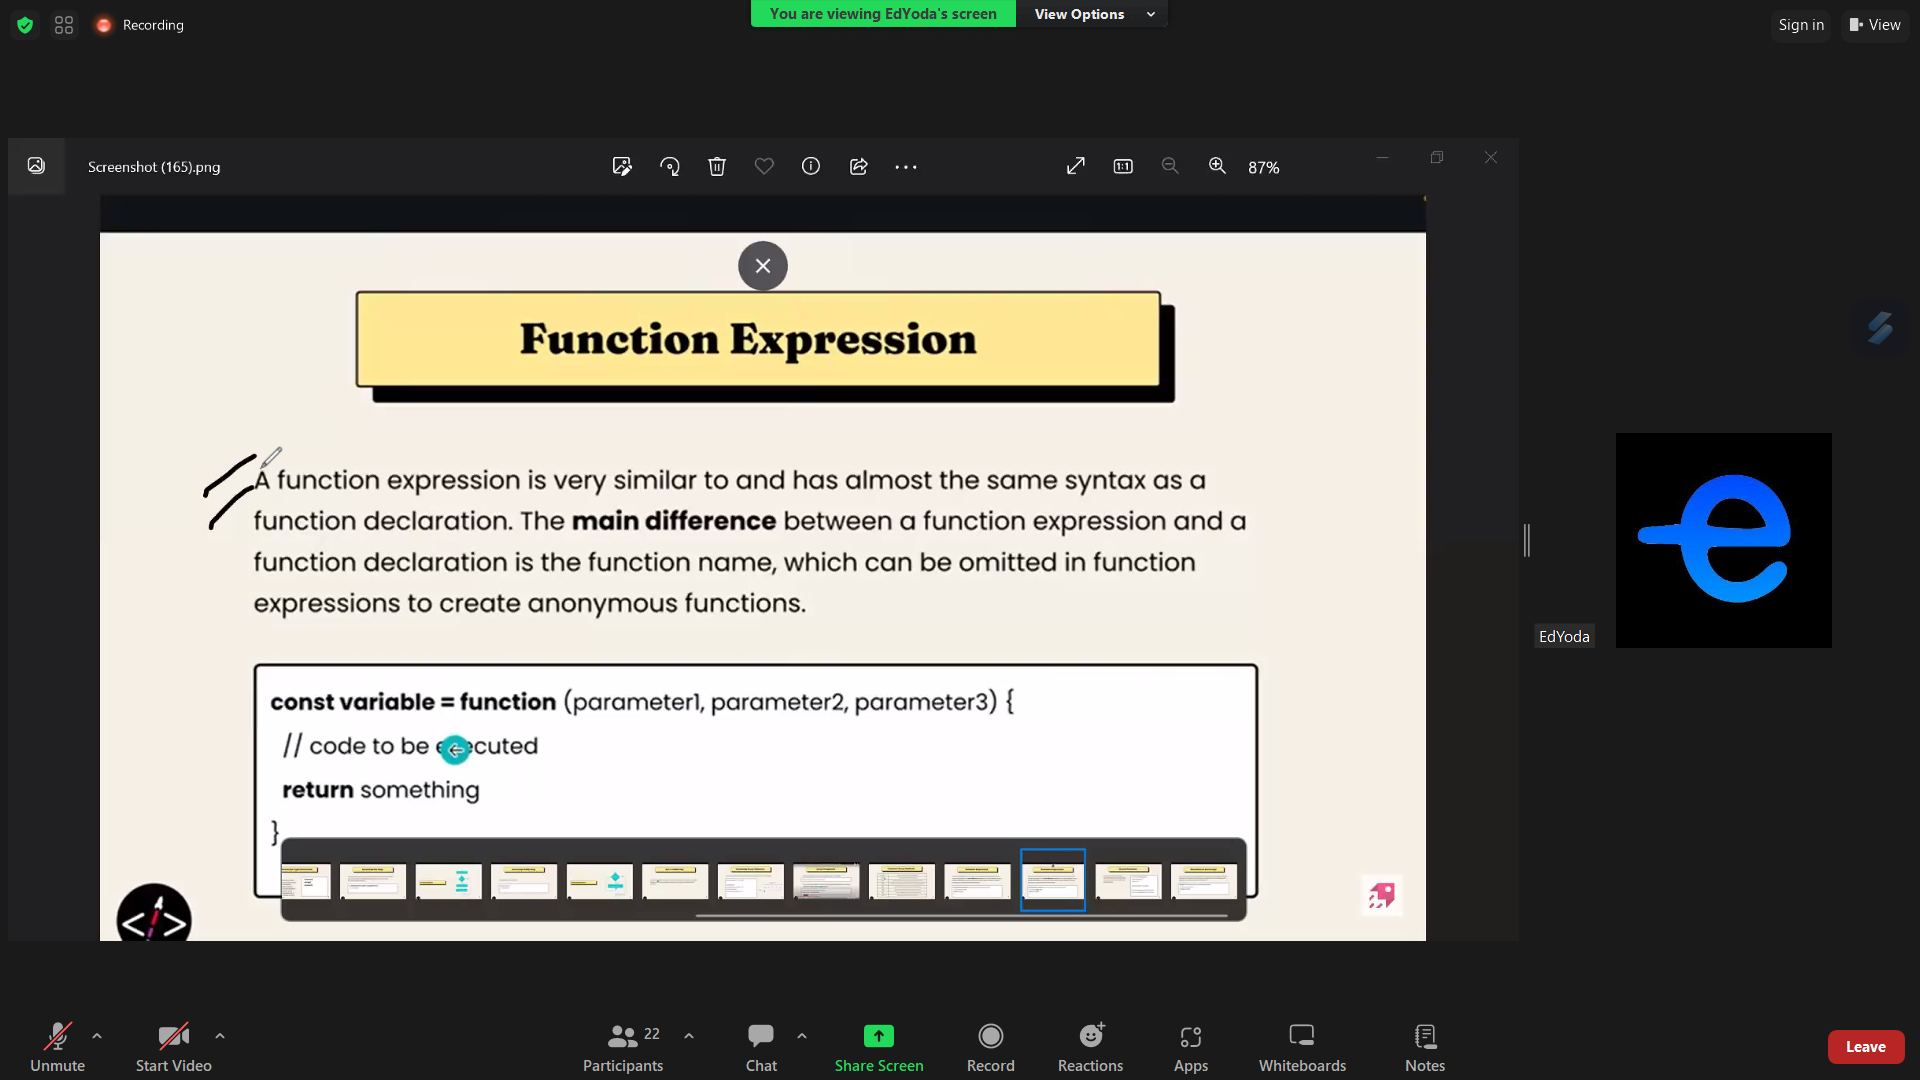 Recording
You are viewing EdYoda's screen
View Options
Sign in
View
Screenshot (165).png
87%
Function Expression
A function expression is very similar to and has almost the same syntax as a
function declaration. The main difference between a function expression and a
function declaration is the function name, which can be omitted in function
expressions to create anonymous functions.
const variable = function (parameter1, parameter2, parameter3) {
// code to be executed
return something
}
EdYoda
Unmute
Start Video
22
Participants
Chat
Share Screen
Record
Reactions
Apps
Whiteboards
Notes
Leave